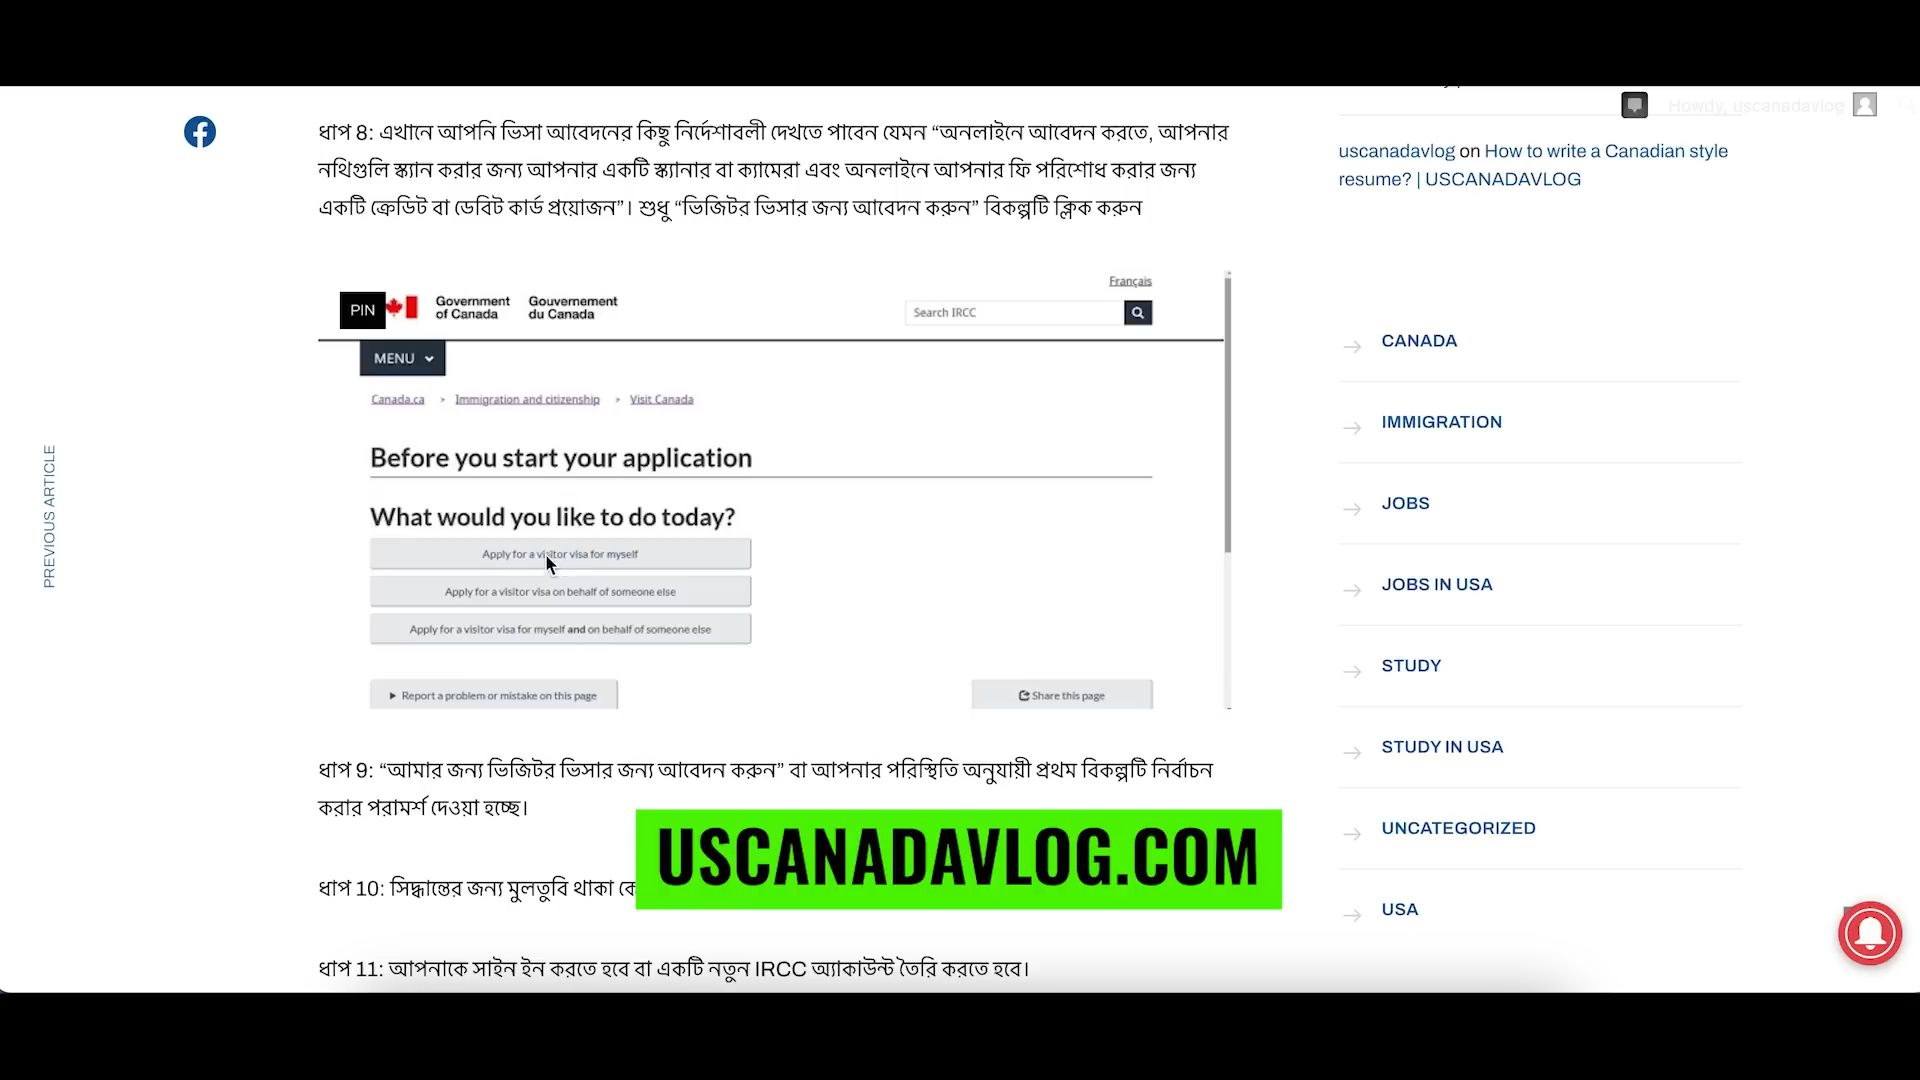 Howdy, uscanadavlog
ধাপ 8: এখানে আপনি ভিসা আবেদনের কিছু নির্দেশাবলী দেখতে পাবেন যেমন “অনলাইনে আবেদন করতে, আপনার
নথিগুলি স্ক্যান করার জন্য আপনার একটি স্ক্যানার বা ক্যামেরা এবং অনলাইনে আপনার ফি পরিশোধ করার জন্য
একটি ক্রেডিট বা ডেবিট কার্ড প্রয়োজন”। শুধু “ভিজিটর ভিসার জন্য আবেদন করুন” বিকল্পটি ক্লিক করুন
PIN
Government
of Canada
Gouvernement
du Canada
Français
Search IRCC
MENU
Canada.ca > Immigration and citizenship > Visit Canada
Before you start your application
What would you like to do today?
Apply for a visitor visa for myself
Apply for a visitor visa on behalf of someone else
Apply for a visitor visa for myself and on behalf of someone else
Report a problem or mistake on this page
Share this page
PREVIOUS ARTICLE
ধাপ 9: “আমার জন্য ভিজিটর ভিসার জন্য আবেদন করুন” বা আপনার পরিস্থিতি অনুযায়ী প্রথম বিকল্পটি নির্বাচন
করার পরামর্শ দেওয়া হচ্ছে।
ধাপ 10: সিদ্ধান্তের জন্য মুলতুবি থাকা
USCANADAVLOG.COM
ধাপ 11: আপনাকে সাইন ইন করতে হবে বা একটি নতুন IRCC অ্যাকাউন্ট তৈরি করতে হবে।
uscanadavlog on How to write a Canadian style
resume? | USCANADAVLOG
CANADA
IMMIGRATION
JOBS
JOBS IN USA
STUDY
STUDY IN USA
UNCATEGORIZED
USA